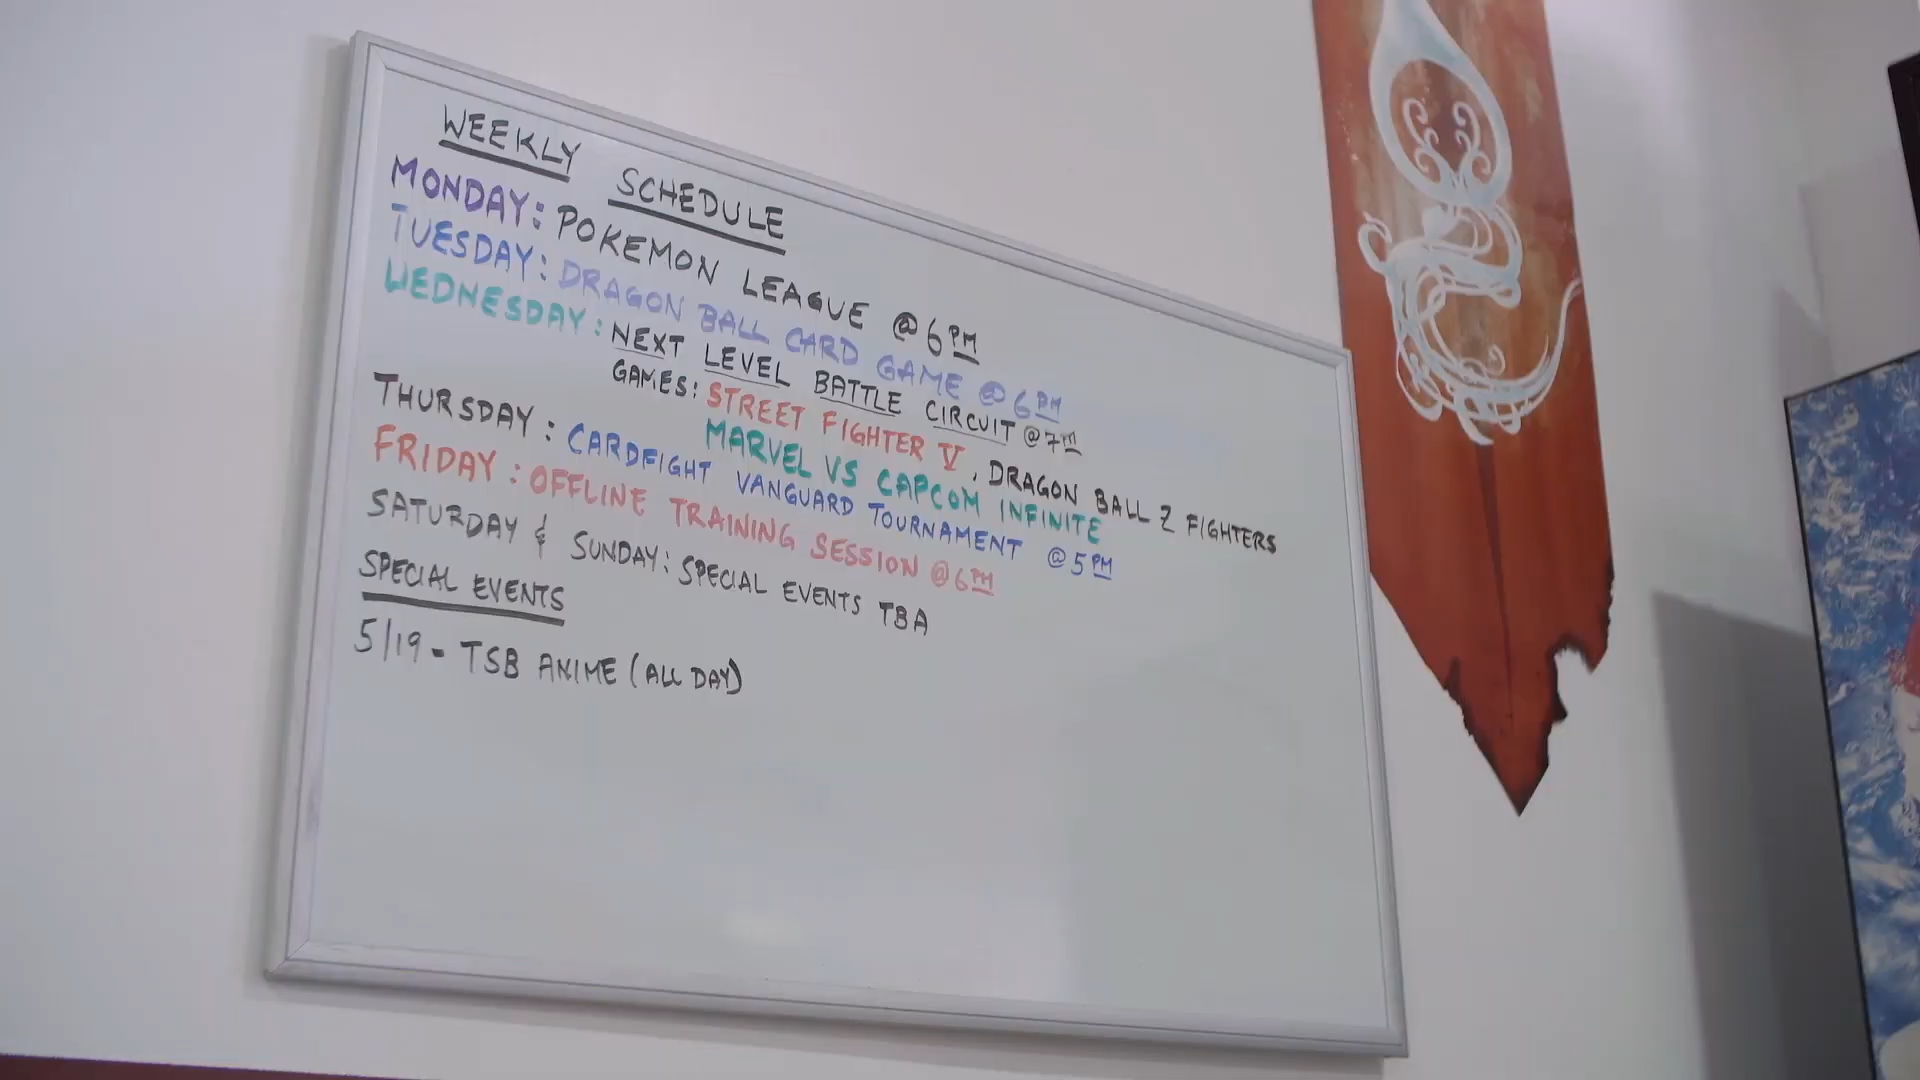 WEEKLY SCHEDULE
MONDAY: POKEMON LEAGUE @ 6PM
TUESDAY: DRAGON BALL CARD GAME @ 6PM
WEDNESDAY: NEXT LEVEL BATTLE CIRCUIT @ 7PM
GAMES: STREET FIGHTER V, DRAGON BALL Z FIGHTERS
MARVEL VS CAPCOM INFINITE
THURSDAY: CARDFIGHT VANGUARD TOURNAMENT @ 5PM
FRIDAY: OFFLINE TRAINING SESSION @ 6PM
SATURDAY & SUNDAY: SPECIAL EVENTS TBA
SPECIAL EVENTS
5/19 - TSB ANIME (ALL DAY)